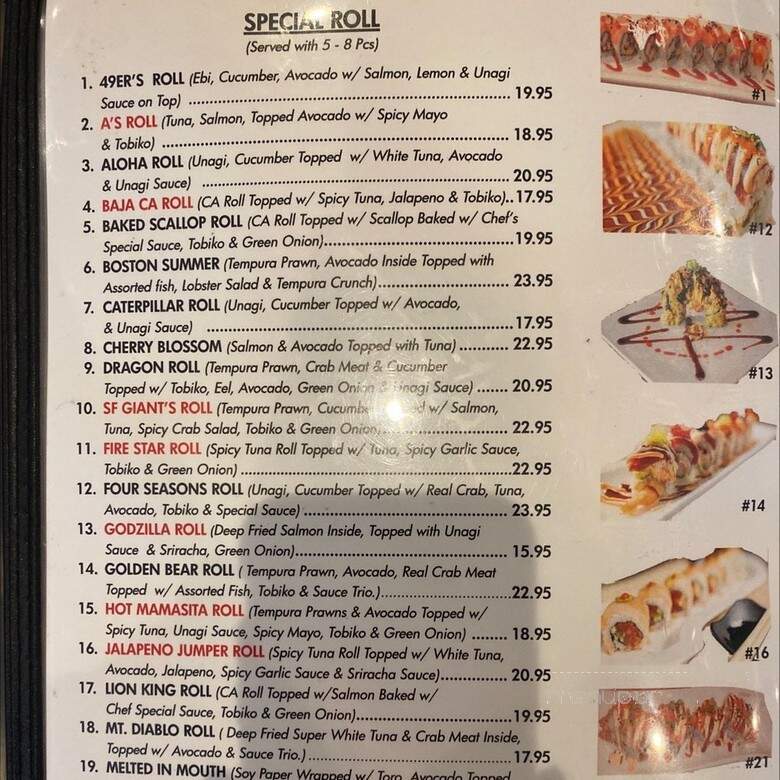 SPECIAL ROLL
(Served with 5 - 8 Pcs)
1. 49ER'S ROLL (Ebi, Cucumber, Avocado w/ Salmon, Lemon & Unagi
Sauce on Top) ........ 19.95
2. A'S ROLL (Tuna, Salmon, Topped Avocado w/ Spicy Mayo
& Tobiko) ........ 18.95
3. ALOHA ROLL (Unagi, Cucumber Topped w/ White Tuna, Avocado
& Unagi Sauce) ........ 20.95
4. BAJA CA ROLL (CA Roll Topped w/ Spicy Tuna, Jalapeno & Tobiko)..17.95
5. BAKED SCALLOP ROLL (CA Roll Topped w/ Scallop Baked w/ Chef's
Special Sauce, Tobiko & Green Onion)........19.95
6. BOSTON SUMMER (Tempura Prawn, Avocado Inside Topped with
Assorted fish, Lobster Salad & Tempura Crunch)........ 23.95
7. CATERPILLAR ROLL (Unagi, Cucumber Topped w/ Avocado,
& Unagi Sauce) ........ 17.95
8. CHERRY BLOSSOM (Salmon & Avocado Topped with Tuna) ........ 22.95
9. DRAGON ROLL (Tempura Prawn, Crab Meat & Cucumber
Topped w/ Tobiko, Eel, Avocado, Green Onion & Unagi Sauce) ....... 20.95
10. SF GIANT'S ROLL (Tempura Prawn, w/ Salmon,
Tuna, Spicy Crab Salad, Tobiko & Green Onion)........ 22.95
11. FIRE STAR ROLL (Spicy Tuna Roll Topped w/ Tuna, Spicy Garlic Sauce,
Tobiko & Green Onion) ........22.95
12. FOUR SEASONS ROLL (Unagi, Cucumber Topped w/ Real Crab, Tuna,
Avocado, Tobiko & Special Sauce)........ 23.95
13. GODZILLA ROLL (Deep Fried Salmon Inside, Topped with Unagi
Sauce & Sriracha, Green Onion)........ 15.95
14. GOLDEN BEAR ROLL ( Tempura Prawn, Avocado, Real Crab Meat
Topped w/ Assorted Fish, Tobiko & Sauce Trio.)........22.95
15. HOT MAMASITA ROLL (Tempura Prawns & Avocado Topped w/
Spicy Tuna, Unagi Sauce, Spicy Mayo, Tobiko & Green Onion) ........ 18.95
16. JALAPENO JUMPER ROLL (Spicy Tuna Roll Topped w/ White Tuna,
Avocado, Jalapeno, Spicy Garlic Sauce & Sriracha Sauce)........ 20.95
17. LION KING ROLL (CA Roll Topped w/Salmon Baked w/
Chef Special Sauce, Tobiko & Green Onion)........ 19.95
18. MT. DIABLO ROLL ( Deep Fried Super White Tuna & Crab Meat Inside,
Topped w/ Avocado & Sauce Trio.) ........ 17.95
19. MELTED IN MOUTH (Soy Paper Wrapped w/ Toro, Avocado Topped
#1
#12
#13
#14
#16
#21